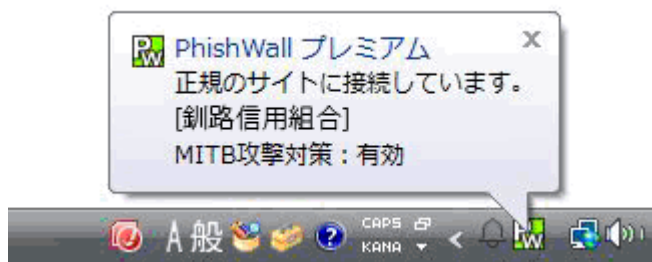 PhishWall プレミアム
正規のサイトに接続しています。
[釧路信用組合]
MITB攻撃対策：有効
A 般 CAPS KANA